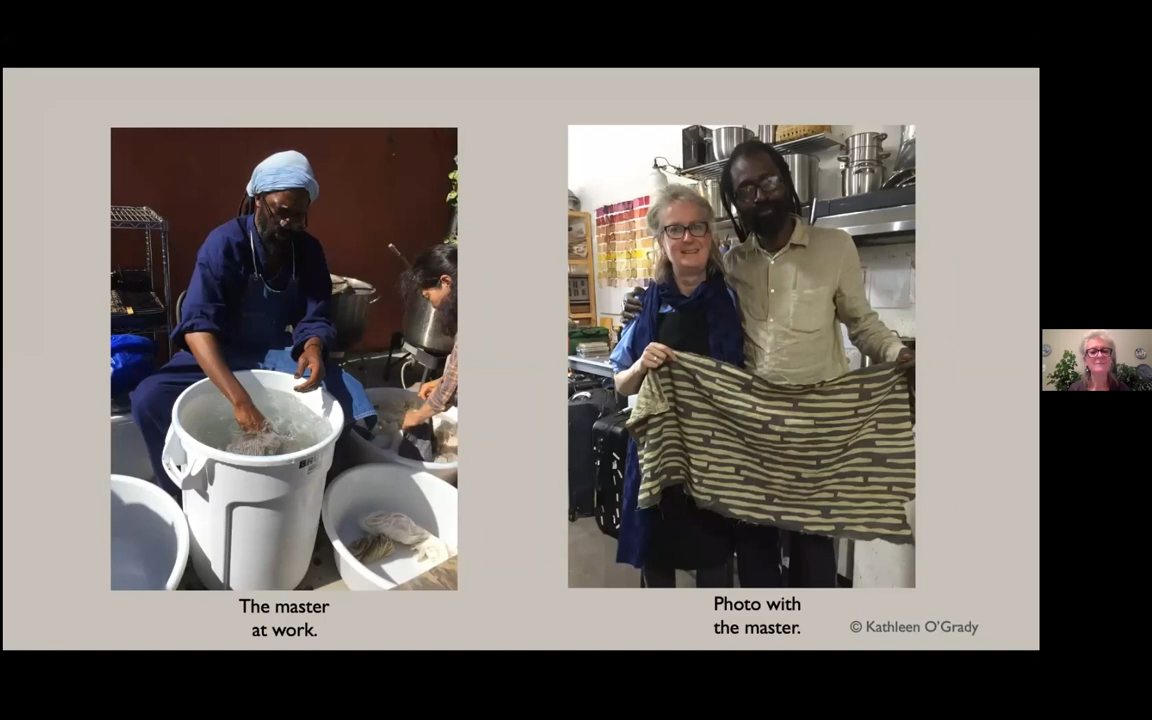 The master
at work.
Photo with
the master.
© Kathleen O'Grady